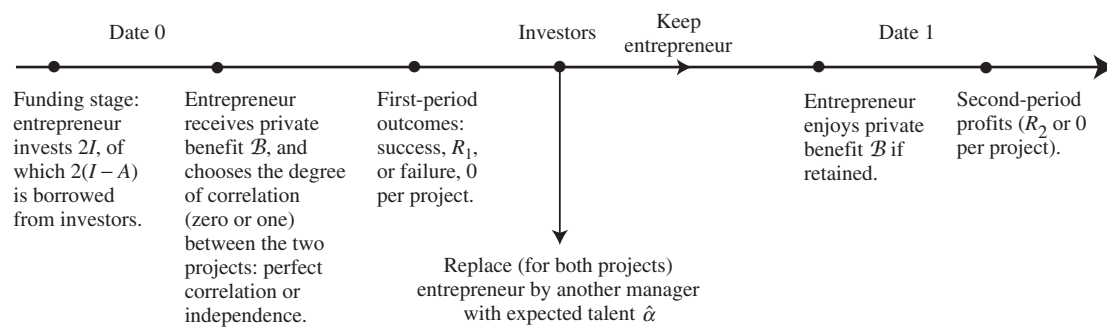 Date 0
Investors
Keep
entrepreneur
Date 1
Funding stage:
entrepreneur
invests 2I, of
which 2(I − A)
is borrowed
from investors.
Entrepreneur
receives private
benefit ℬ, and
chooses the degree
of correlation
(zero or one)
between the two
projects: perfect
correlation or
independence.
First-period
outcomes:
success, R₁,
or failure, 0
per project.
Replace (for both projects)
entrepreneur by another manager
with expected talent α̂
Entrepreneur
enjoys private
benefit ℬ if
retained.
Second-period
profits (R₂ or 0
per project).